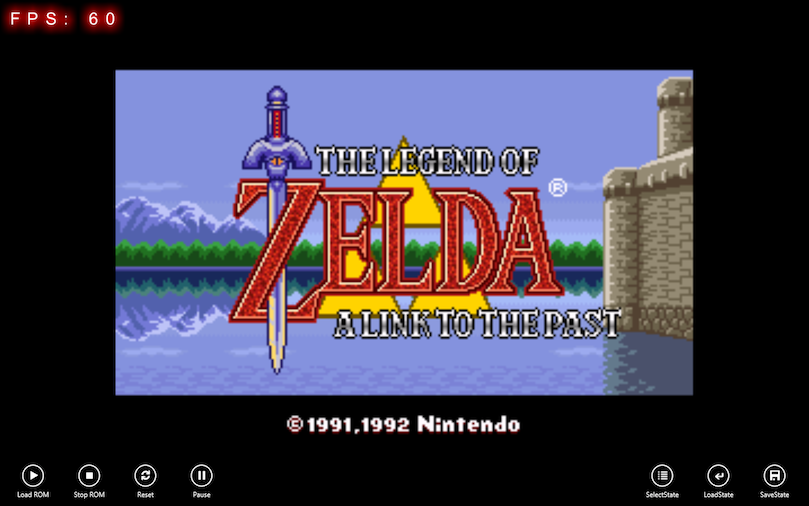 FPS: 60
THE LEGEND OF
ZELDA®
A LINK TO THE PAST
©1991,1992 Nintendo
Load ROM
Stop ROM
Reset
Pause
SelectState
LoadState
SaveState